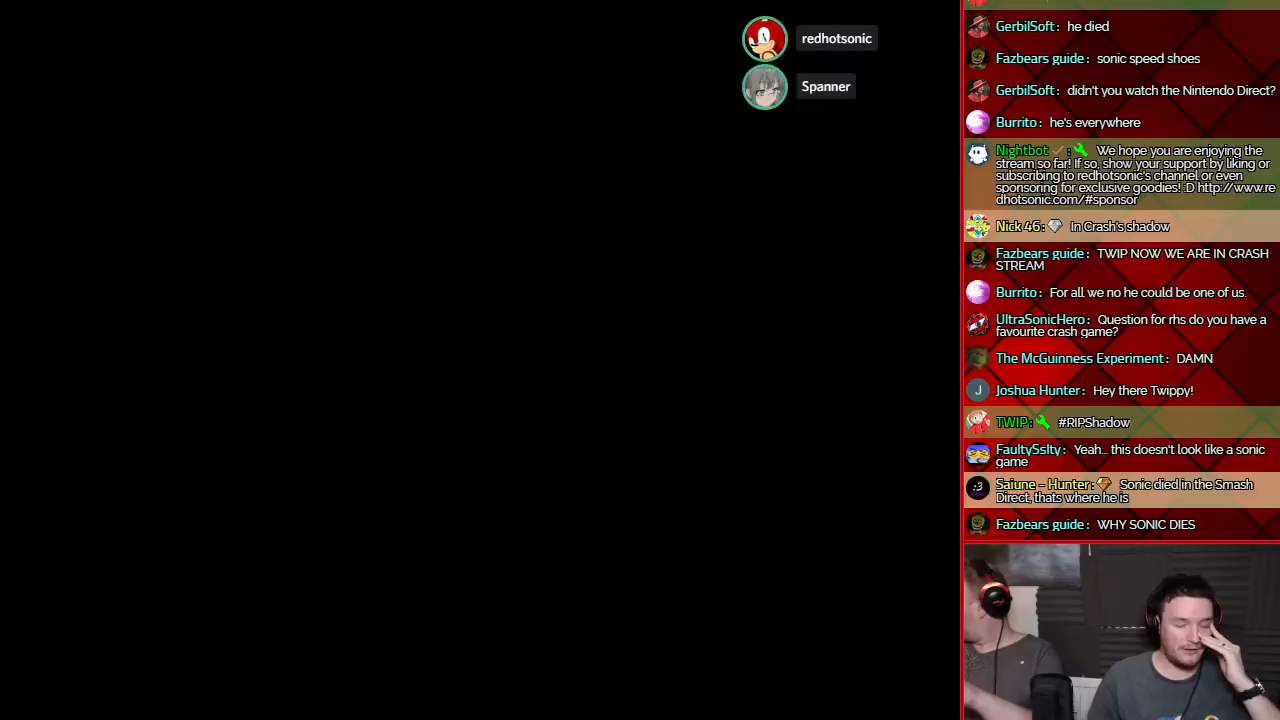 redhotsonic
Spanner
GerbilSoft: he died
Fazbears guide: sonic speed shoes
GerbilSoft: didn't you watch the Nintendo Direct?
Burrito: he's everywhere
Nightbot: We hope you are enjoying the
stream so far! If so, show your support by liking or
subscribing to redhotsonic's channel or even
sponsoring for exclusive goodies! :D http://www.re
dhotsonic.com/#sponsor
Nick 46: In Crash's shadow
Fazbears guide: TWIP NOW WE ARE IN CRASH
STREAM
Burrito: For all we no he could be one of us.
UltraSonicHero: Question for rhs do you have a
favourite crash game?
The McGuinness Experiment: DAMN
J
Joshua Hunter: Hey there Twippy!
TWIP: #RIPShadow
FaultySsIty: Yeah... this doesn't look like a sonic
game
:3
Saiune - Hunter: Sonic died in the Smash
Direct, thats where he is
Fazbears guide: WHY SONIC DIES